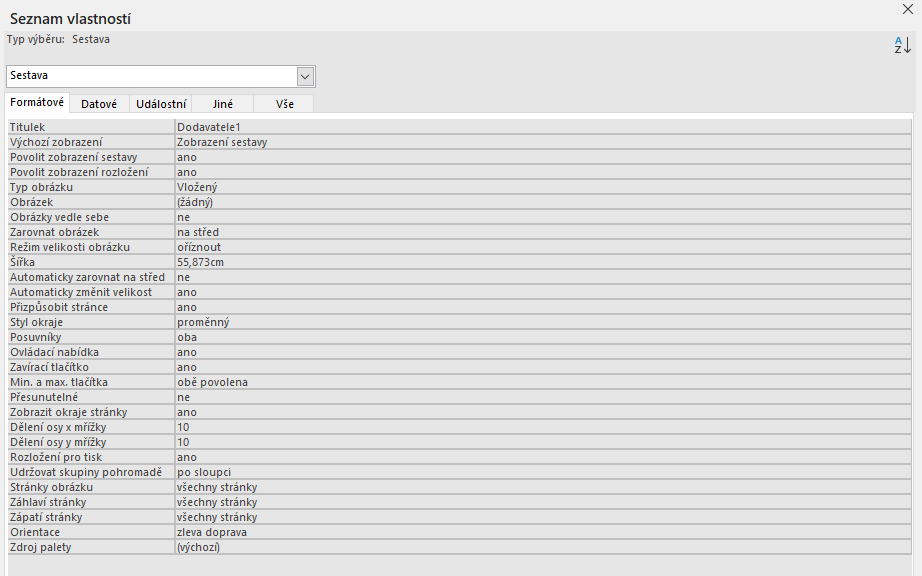 Seznam vlastností
Typ výběru: Sestava
Sestava
Formátové Datové Událostní Jiné Vše
Titulek Dodavatele1
Výchozí zobrazení Zobrazení sestavy
Povolit zobrazení sestavy ano
Povolit zobrazení rozložení ano
Typ obrázku Vložený
Obrázek (žádný)
Obrázky vedle sebe ne
Zarovnat obrázek na střed
Režim velikosti obrázku oříznout
Šířka 55,873cm
Automaticky zarovnat na střed ne
Automaticky změnit velikost ano
Přizpůsobit stránce ano
Styl okraje proměnný
Posuvníky oba
Ovládací nabídka ano
Zavírací tlačítko ano
Min. a max. tlačítka obě povolena
Přesunutelné ne
Zobrazit okraje stránky ano
Dělení osy x mřížky 10
Dělení osy y mřížky 10
Rozložení pro tisk ano
Udržovat skupiny pohromadě po sloupci
Stránky obrázku všechny stránky
Záhlaví stránky všechny stránky
Zápatí stránky všechny stránky
Orientace zleva doprava
Zdroj palety (výchozí)